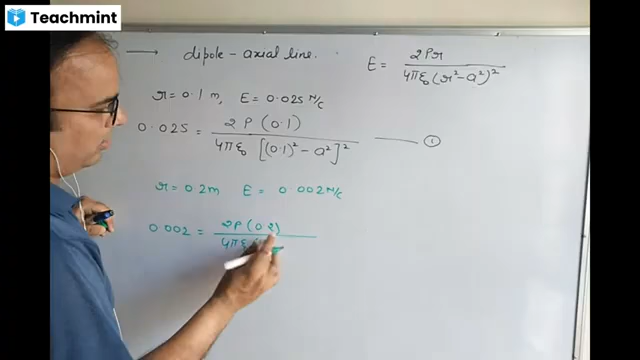 Teachmint
⟶ dipole - axial line.
E = 2Pr / 4πε₀(r² - a²)²
r = 0.1 m, E = 0.025 N/C
0.025 = 2P (0.1) / 4πε₀ [(0.1)² - a²]² —— ①
r = 0.2m E = 0.002 N/C
0.002 = 2P (0.2) / 4πε